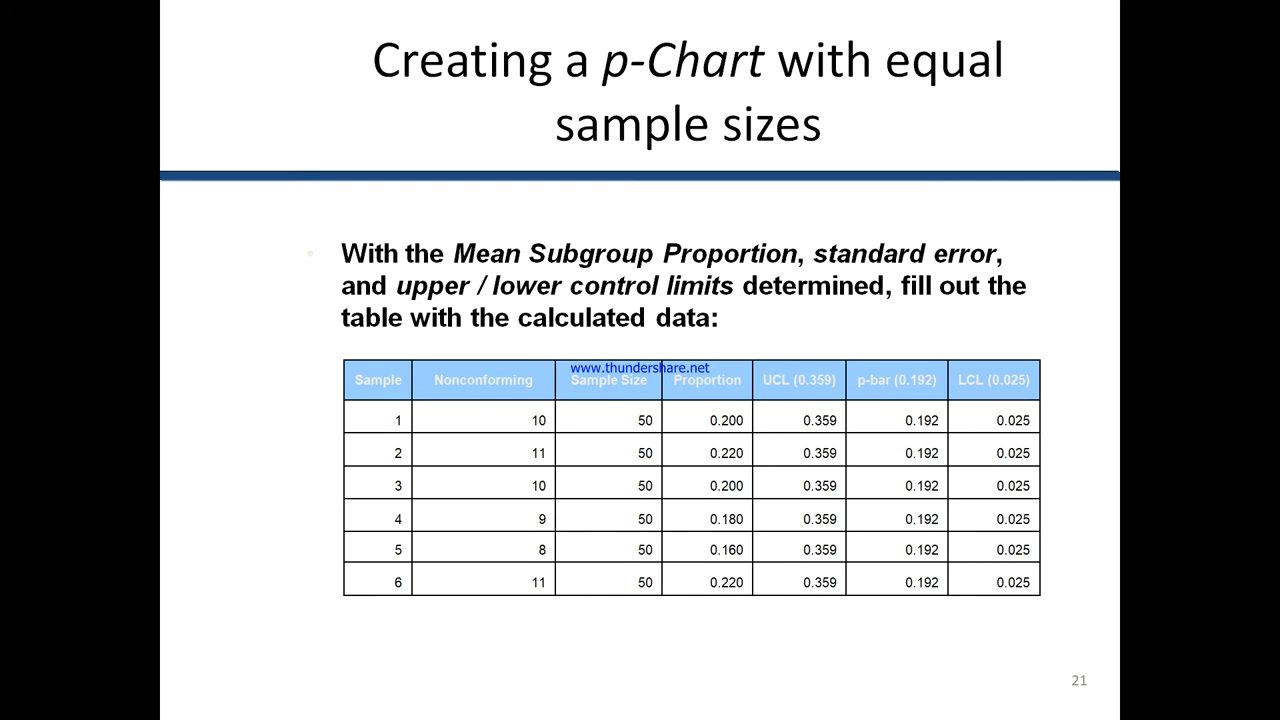 Creating a p-Chart with equal
sample sizes
• With the Mean Subgroup Proportion, standard error,
and upper / lower control limits determined, fill out the
table with the calculated data:
www.thundershare.net
Sample Nonconforming Sample Size Proportion UCL (0.359) p-bar (0.192) LCL (0.025)
1 10 50 0.200 0.359 0.192 0.025
2 11 50 0.220 0.359 0.192 0.025
3 10 50 0.200 0.359 0.192 0.025
4 9 50 0.180 0.359 0.192 0.025
5 8 50 0.160 0.359 0.192 0.025
6 11 50 0.220 0.359 0.192 0.025
21